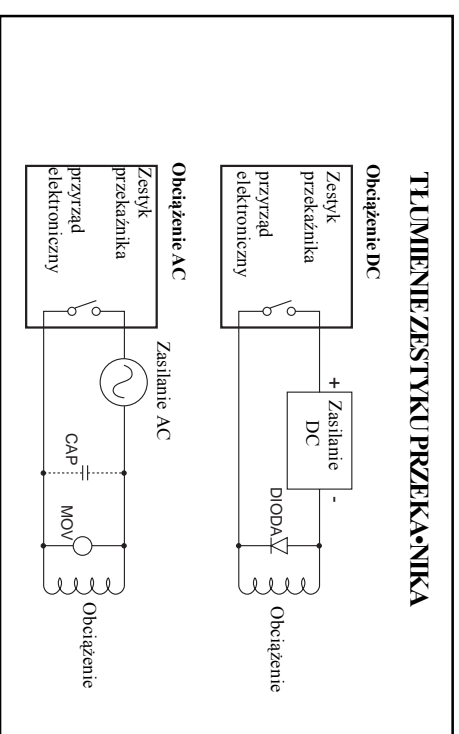 TŁUMIENIE ZESTYKU PRZEKA•NIKA
Obciążenie DC
Zestyk
przekaźnika
przyrząd
elektroniczny
+
Zasilanie
DC
-
DIODA
Obciążenie
Obciążenie AC
Zestyk
przekaźnika
przyrząd
elektroniczny
Zasilanie AC
CAP
MOV
Obciążenie